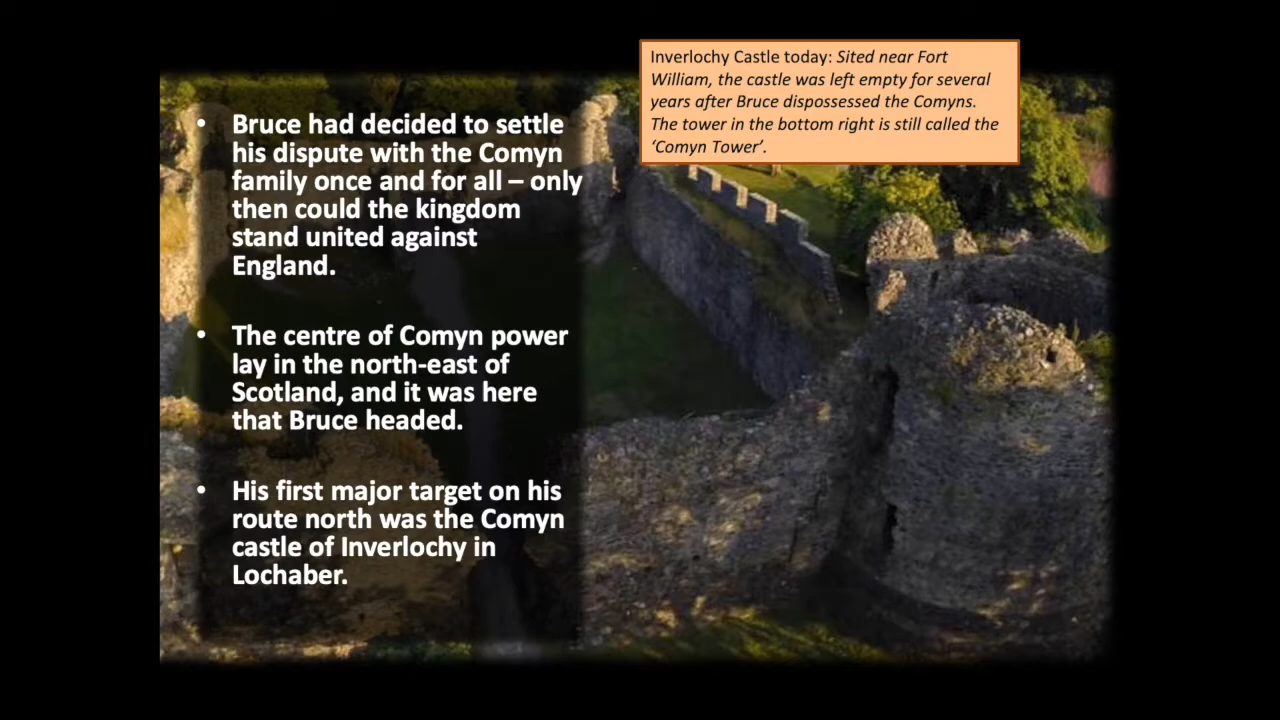 Inverlochy Castle today: Sited near Fort
William, the castle was left empty for several
years after Bruce dispossessed the Comyns.
The tower in the bottom right is still called the
‘Comyn Tower’.
• Bruce had decided to settle
his dispute with the Comyn
family once and for all – only
then could the kingdom
stand united against
England.
• The centre of Comyn power
lay in the north-east of
Scotland, and it was here
that Bruce headed.
• His first major target on his
route north was the Comyn
castle of Inverlochy in
Lochaber.